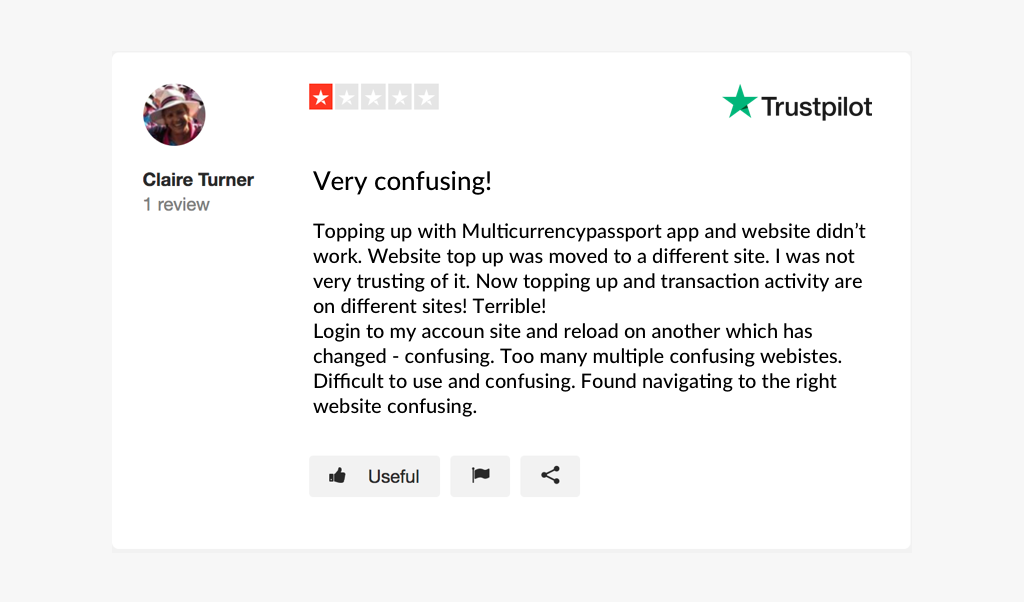 Trustpilot
Claire Turner
1 review
Very confusing!
Topping up with Multicurrencypassport app and website didn’t
work. Website top up was moved to a different site. I was not
very trusting of it. Now topping up and transaction activity are
on different sites! Terrible!
Login to my accoun site and reload on another which has
changed - confusing. Too many multiple confusing webistes.
Difficult to use and confusing. Found navigating to the right
website confusing.
Useful